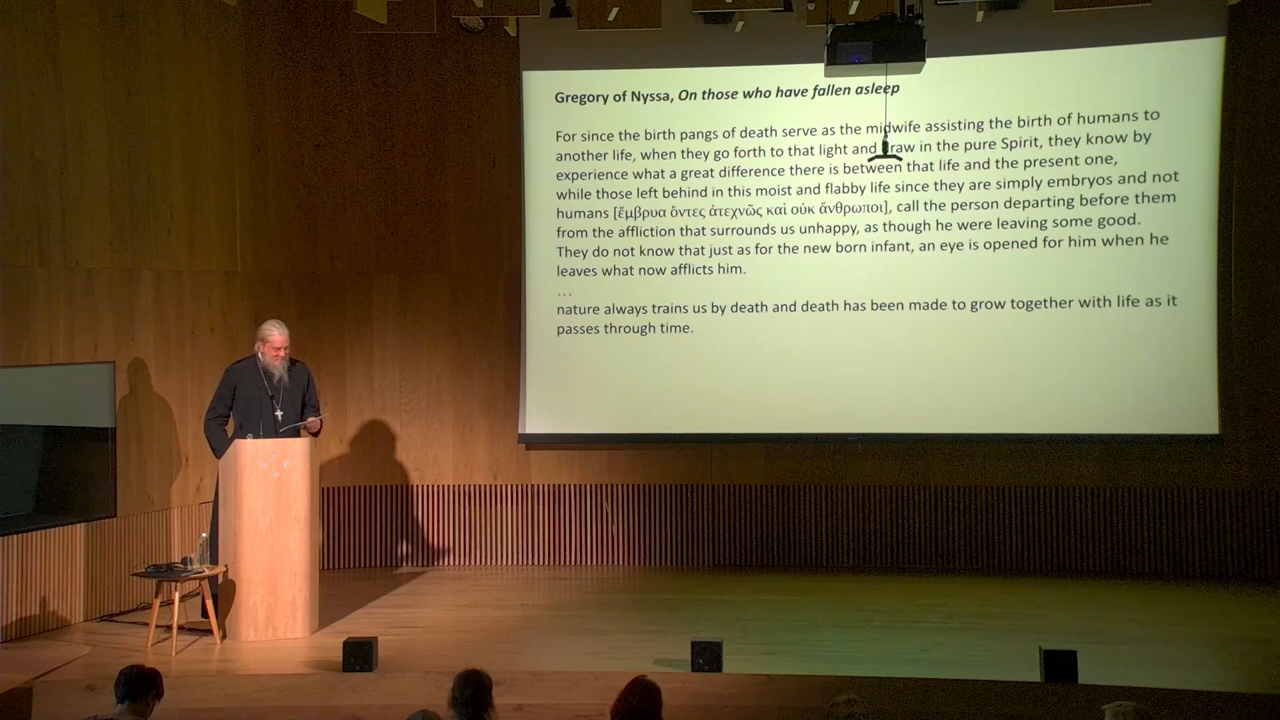 Gregory of Nyssa, On those who have fallen asleep
For since the birth pangs of death serve as the midwife assisting the birth of humans to
another life, when they go forth to that light and draw in the pure Spirit, they know by
experience what a great difference there is between that life and the present one,
while those left behind in this moist and flabby life since they are simply embryos and not
humans [ἔμβρυα ὄντες ἀτεχνῶς καὶ οὐκ ἄνθρωποι], call the person departing before them
from the affliction that surrounds us unhappy, as though he were leaving some good.
They do not know that just as for the new born infant, an eye is opened for him when he
leaves what now afflicts him.
...
nature always trains us by death and death has been made to grow together with life as it
passes through time.